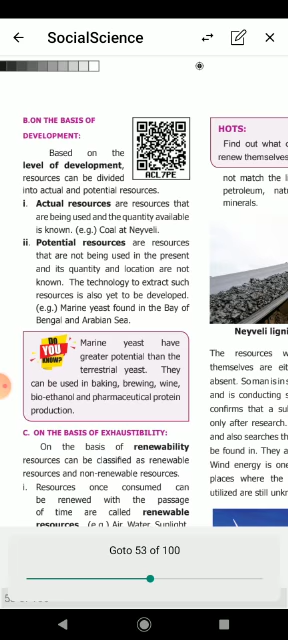 SocialScience
B.ON THE BASIS OF
DEVELOPMENT:
Based on the
level of development,
resources can be divided
into actual and potential resources.
ACL7PE
i. Actual resources are resources that
are being used and the quantity available
is known. (e.g.) Coal at Neyveli.
ii. Potential resources are resources
that are not being used in the present
and its quantity and location are not
known. The technology to extract such
resources is also yet to be developed.
(e.g.) Marine yeast found in the Bay of
Bengal and Arabian Sea.
DO
YOU
KNOW?
Marine yeast have
greater potential than the
terrestrial yeast. They
can be used in baking, brewing, wine,
bio-ethanol and pharmaceutical protein
production.
C. ON THE BASIS OF EXHAUSTIBILITY:
On the basis of renewability
resources can be classified as renewable
resources and non-renewable resources.
i. Resources once consumed can
be renewed with the passage
of time are called renewable
resources. (e.g.) Air, Water, Sunlight,
HOTS:
Find out what
renew themselves
not match the
petroleum,
minerals.
Neyveli
The resources
themselves are
absent. So man is in
and is conducting
confirms that a
only after research.
and also searches
be found in. They
Wind energy is one
places where the
utilized are still
Goto 53 of 100